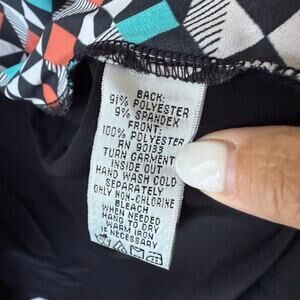 BACK:
91% POLYESTER
9% SPANDEX
FRONT:
100% POLYESTER
RN 90133
TURN GARMENT
INSIDE OUT
HAND WASH COLD
SEPARATELY
ONLY NON-CHLORINE
BLEACH
WHEN NEEDED
HANG TO DRY
WARM IRON
IS NECESSARY